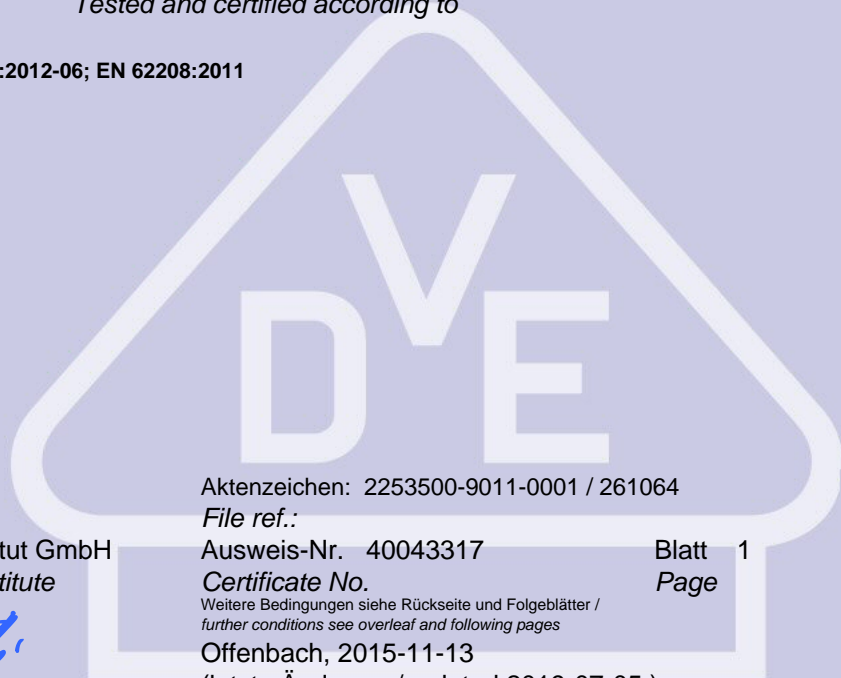 Tested and certified according to
:2012-06; EN 62208:2011
VDE
Aktenzeichen: 2253500-9011-0001 / 261064
File ref.:
tut GmbH Ausweis-Nr. 40043317 Blatt 1
titute Certificate No. Page
Weitere Bedingungen siehe Rückseite und Folgeblätter /
further conditions see overleaf and following pages
Offenbach, 2015-11-13